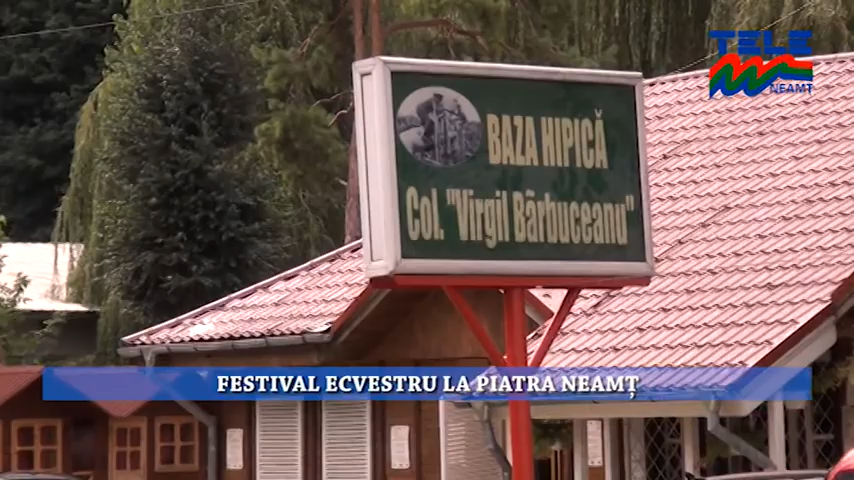 TELE
NEAMȚ
BAZA HIPICĂ
Col. "Virgil Bărbuceanu"
FESTIVAL ECVESTRU LA PIATRA NEAMȚ